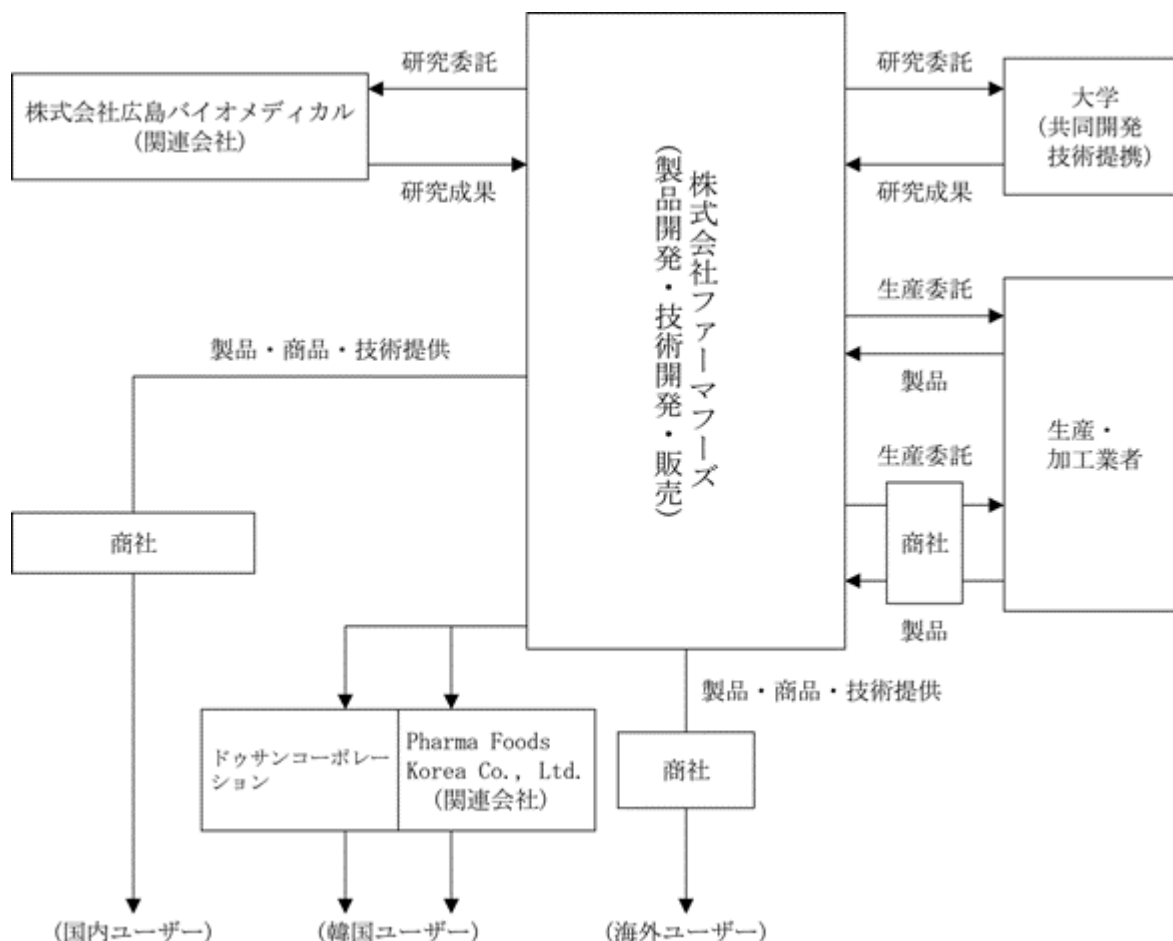 研究委託
株式会社広島バイオメディカル
(関連会社)
研究成果
株式会社ファーマフーズ
(製品開発・技術開発・販売)
研究委託
大学
(共同開発
技術提携)
研究成果
生産委託
製品
生産・
加工業者
生産委託
商社
製品
製品・商品・技術提供
商社
ドゥサンコーポレー
ション
Pharma Foods
Korea Co., Ltd.
(関連会社)
製品・商品・技術提供
商社
(国内ユーザー)
(韓国ユーザー)
(海外ユーザー)